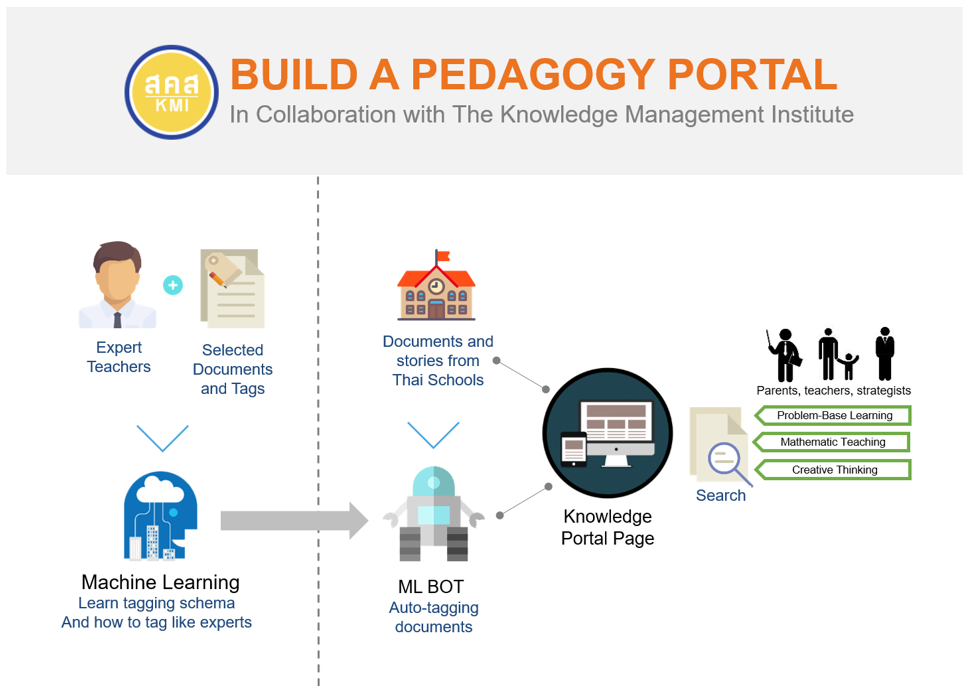 สคส
KMI
BUILD A PEDAGOGY PORTAL
In Collaboration with The Knowledge Management Institute
Expert
Teachers
Selected
Documents
and Tags
Machine Learning
Learn tagging schema
And how to tag like experts
Documents and
stories from
Thai Schools
ML BOT
Auto-tagging
documents
Knowledge
Portal Page
Search
Parents, teachers, strategists
Problem-Base Learning
Mathematic Teaching
Creative Thinking